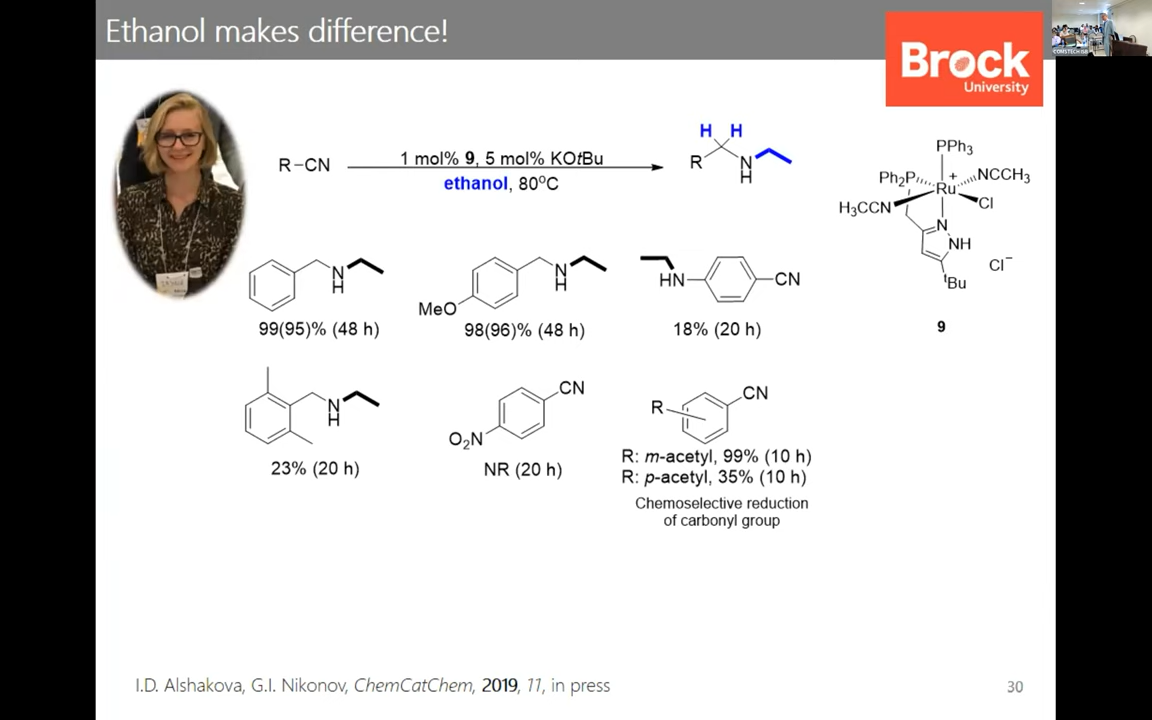 Ethanol makes difference!
Brock
University
COMSTECH ISB
R-CN
1 mol% 9, 5 mol% KOtBu
ethanol, 80°C
H H
R
N
H
PPh3
Ph2P
+
NCCH3
Ru
H3CCN
Cl
N
NH
Cl−
tBu
9
N
H
99(95)% (48 h)
MeO
N
H
98(96)% (48 h)
HN
CN
18% (20 h)
N
H
23% (20 h)
CN
O2N
NR (20 h)
CN
R
R: m-acetyl, 99% (10 h)
R: p-acetyl, 35% (10 h)
Chemoselective reduction
of carbonyl group
I.D. Alshakova, G.I. Nikonov, ChemCatChem, 2019, 11, in press
30